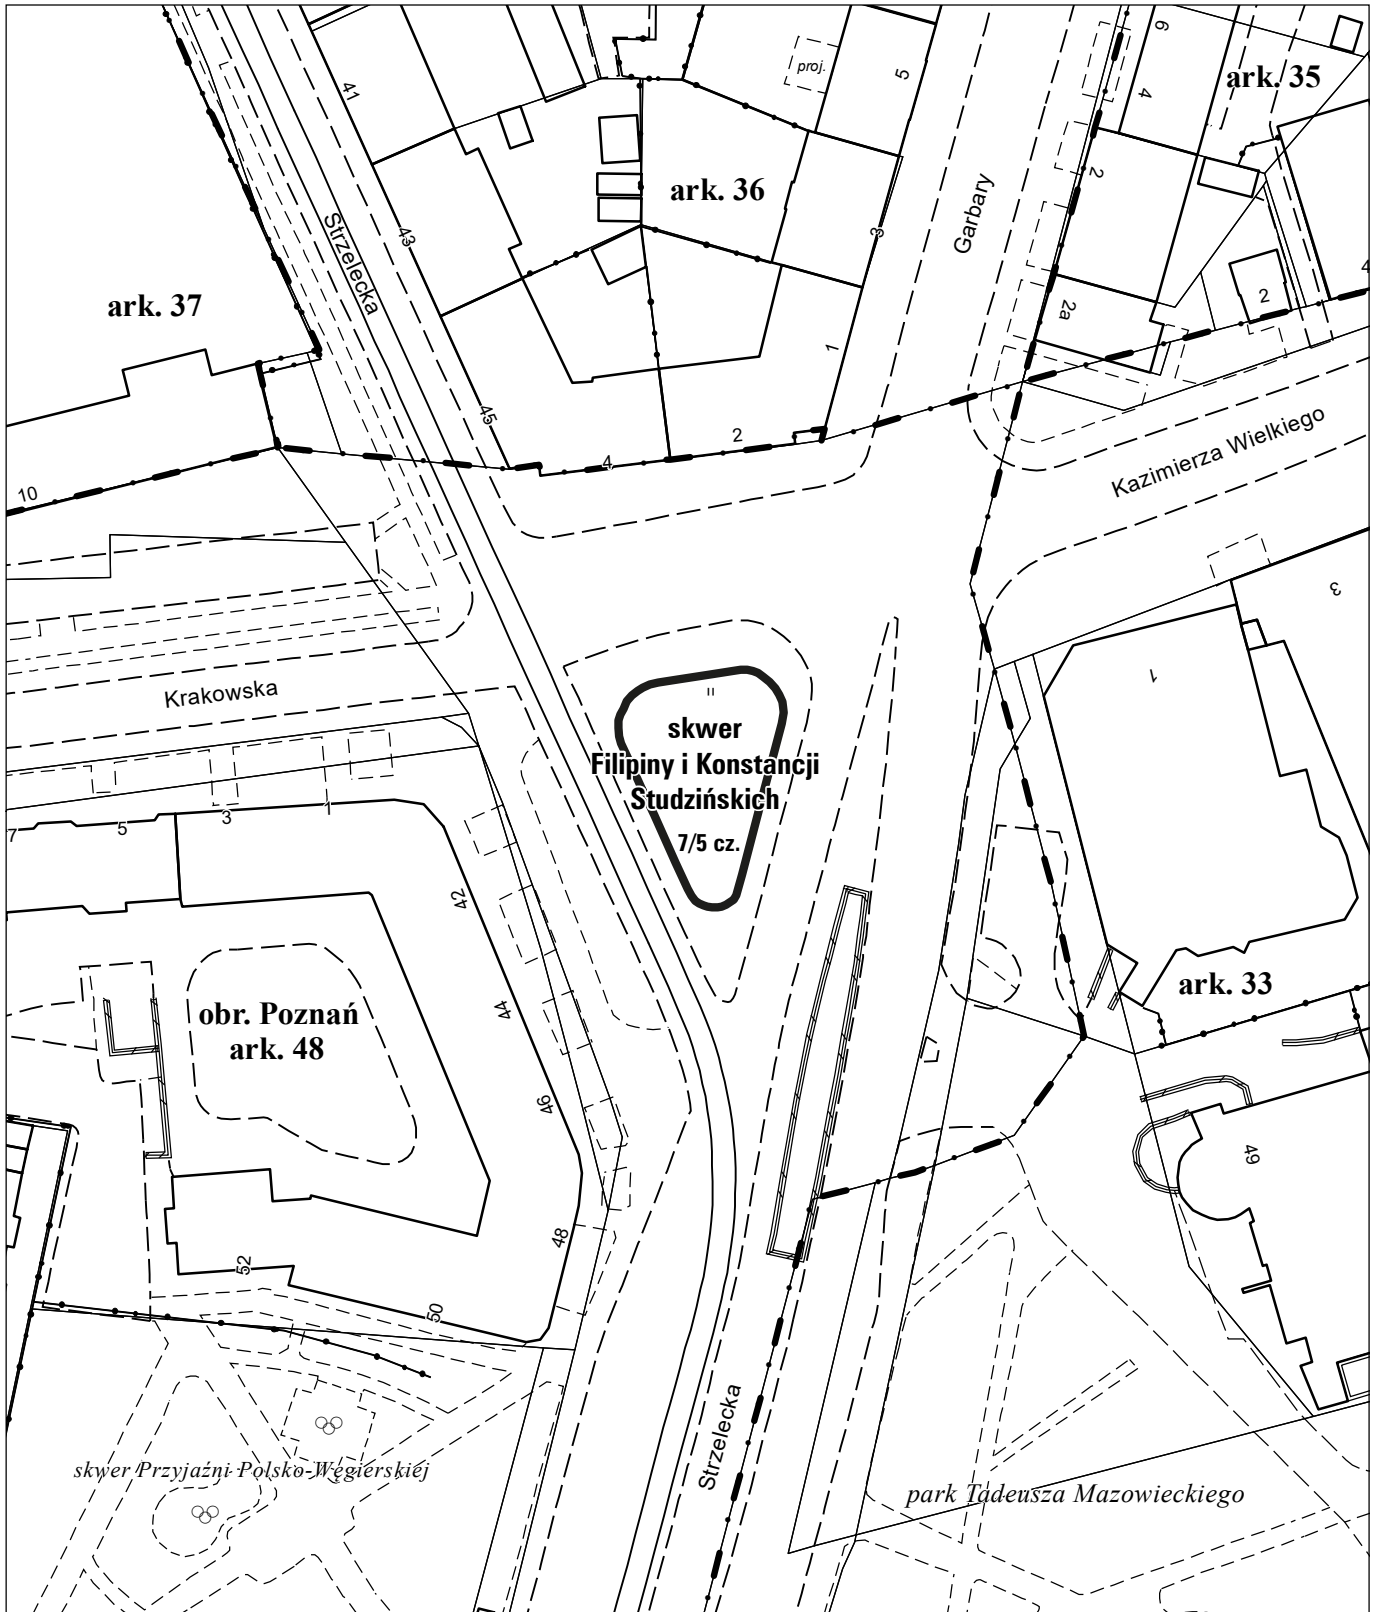 41
5
6
4
ark. 35
proj.
2
ark. 36
Garbary
3
43
Strzelecka
ark. 37
2a
2
4
1
45
2
4
10
Kazimierza Wielkiego
3
1
Krakowska
"
skwer
Filipiny i Konstancji
Studzińskich
7/5 cz.
7
5
3
1
42
44
obr. Poznań
ark. 48
ark. 33
46
49
48
52
50
Strzelecka
skwer Przyjaźni Polsko-Węgierskiej
park Tadeusza Mazowieckiego